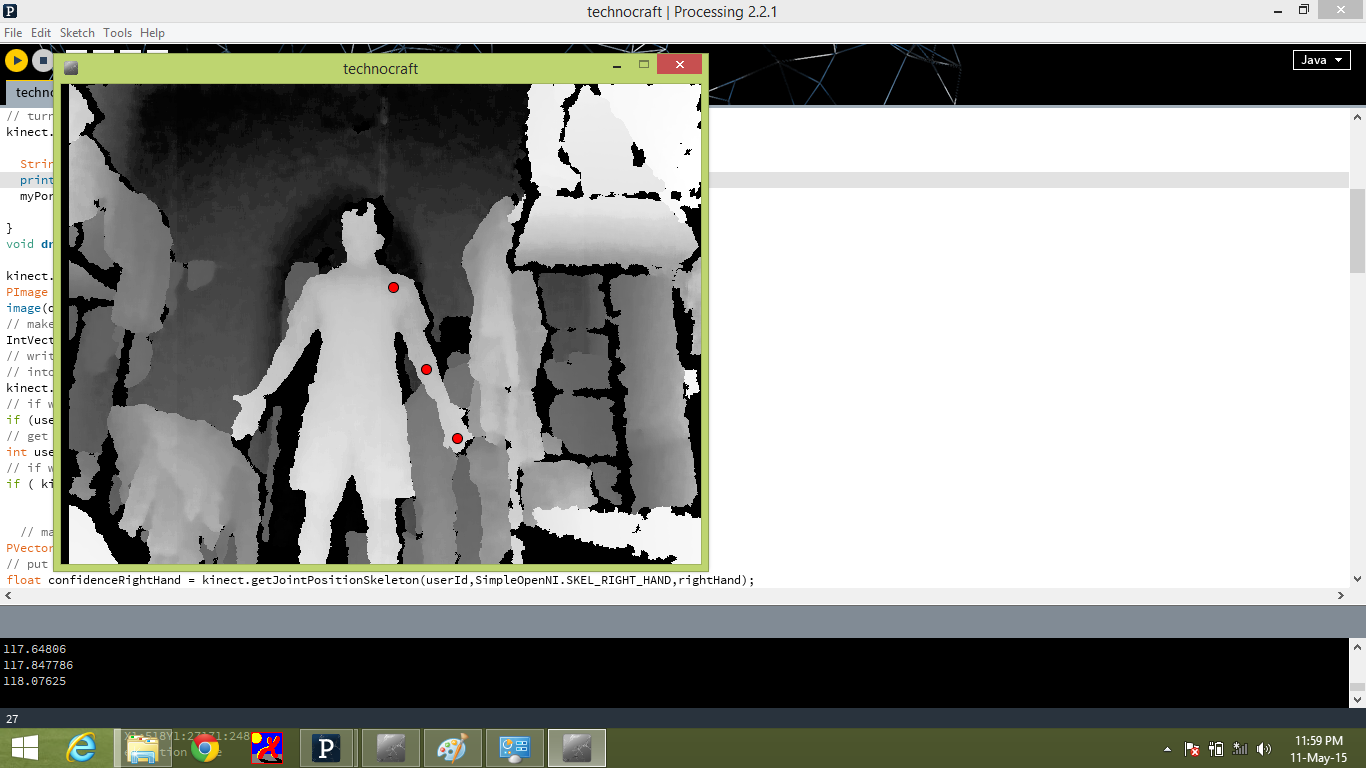 technocraft | Processing 2.2.1
File Edit Sketch Tools Help
Java
technocraft
techno
// turn
kinect.
Strin
print
myPor
}
void dr
kinect.
PImage
image(d
// make
IntVect
// writ
// into
kinect.
// if w
if (use
// get
int use
// if w
if ( ki
// ma
PVector
// put
float confidenceRightHand = kinect.getJointPositionSkeleton(userId,SimpleOpenNI.SKEL_RIGHT_HAND,rightHand);
117.64806
117.847786
118.07625
27
11:59 PM
11-May-15